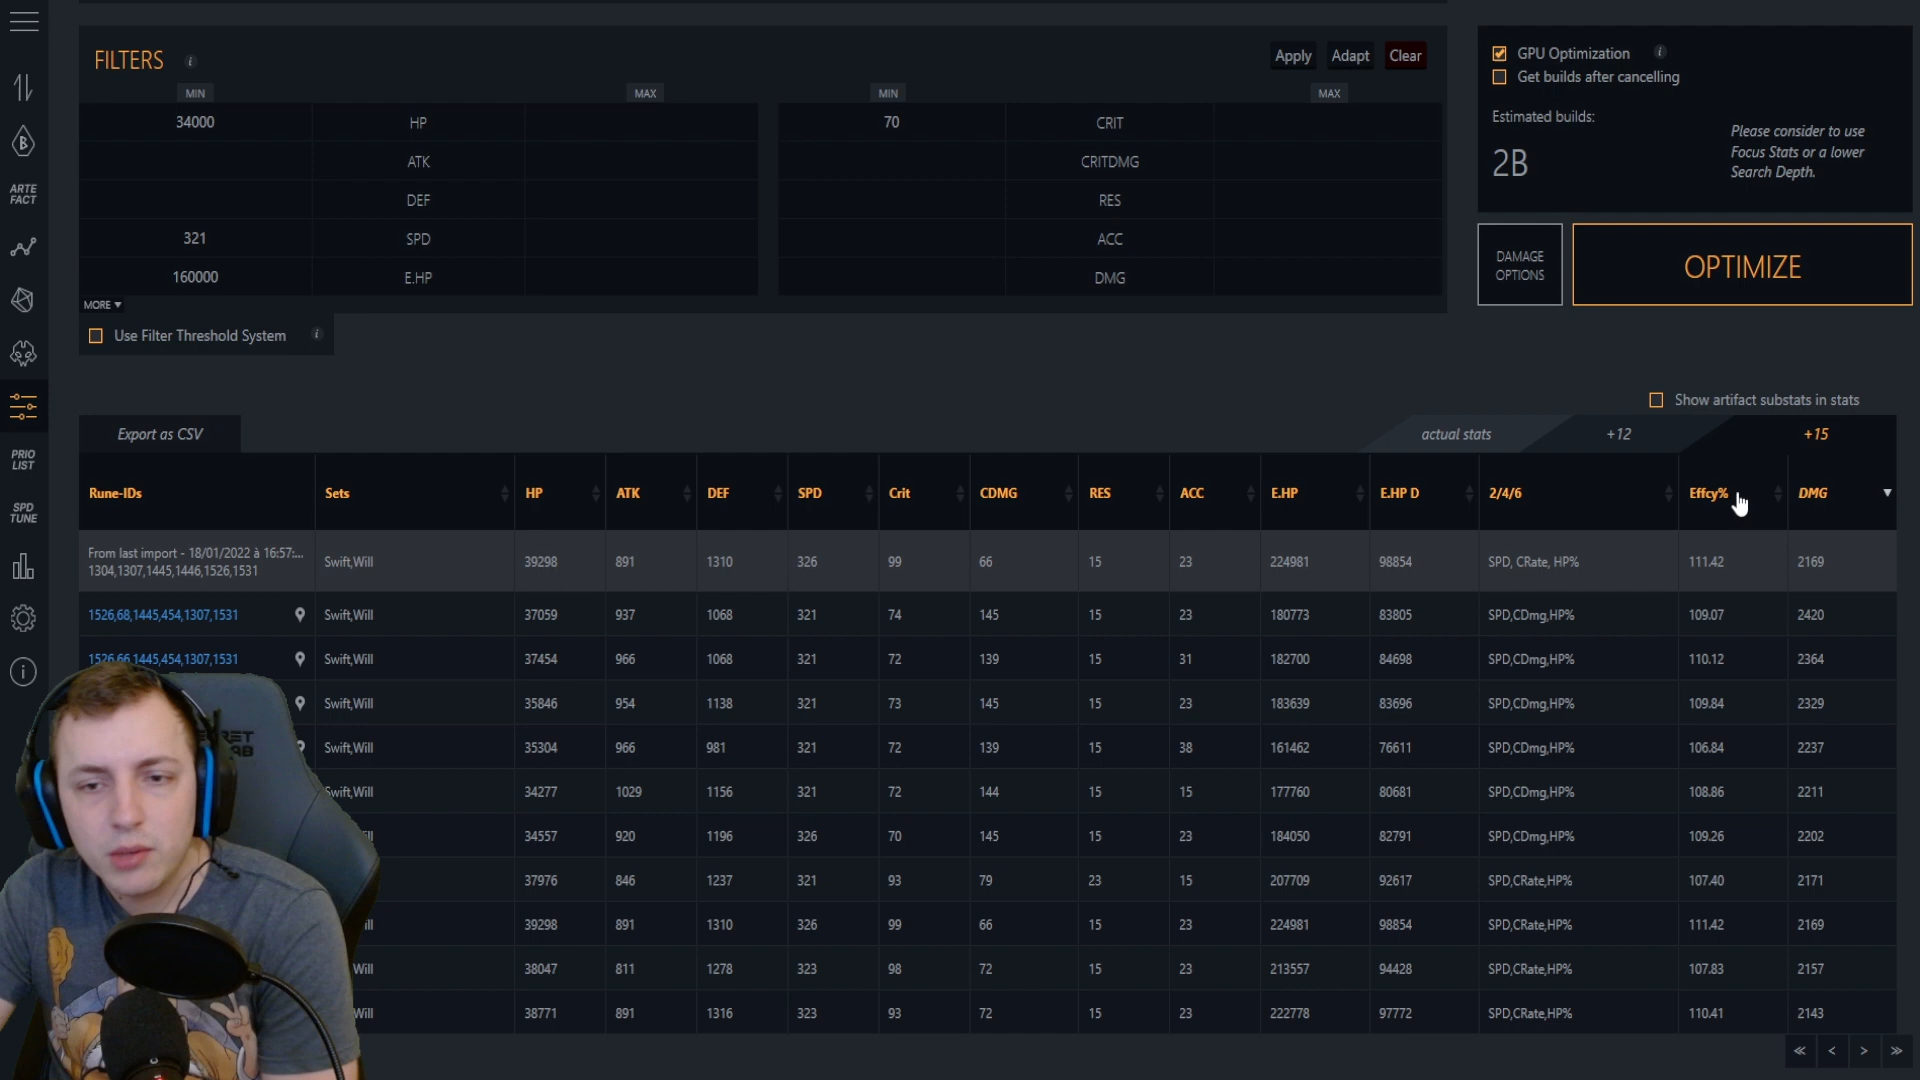 FILTERS i
Apply Adapt Clear
MIN MAX MIN MAX
34000 HP 70 CRIT
ATK CRITDMG
DEF RES
321 SPD ACC
160000 E.HP DMG
MORE ▼
Use Filter Threshold System i
GPU Optimization i
Get builds after cancelling
Estimated builds:
2B
Please consider to use
Focus Stats or a lower
Search Depth.
DAMAGE
OPTIONS
OPTIMIZE
ARTE
FACT
PRIO
LIST
SPD
TUNE
Show artifact substats in stats
Export as CSV actual stats +12 +15
Rune-IDs Sets HP ATK DEF SPD Crit CDMG RES ACC E.HP E.HP D 2/4/6 Effcy% DMG
From last import - 18/01/2022 à 16:57:...
1304,1307,1445,1446,1526,1531 Swift,Will 39298 891 1310 326 99 66 15 23 224981 98854 SPD, CRate, HP% 111.42 2169
1526,68,1445,454,1307,1531 Swift,Will 37059 937 1068 321 74 145 15 23 180773 83805 SPD,CDmg,HP% 109.07 2420
1526,66,1445,454,1307,1531 Swift,Will 37454 966 1068 321 72 139 15 31 182700 84698 SPD,CDmg,HP% 110.12 2364
Swift,Will 35846 954 1138 321 73 145 15 23 183639 83696 SPD,CDmg,HP% 109.84 2329
Swift,Will 35304 966 981 321 72 139 15 38 161462 76611 SPD,CDmg,HP% 106.84 2237
Swift,Will 34277 1029 1156 321 72 144 15 15 177760 80681 SPD,CDmg,HP% 108.86 2211
34557 920 1196 326 70 145 15 23 184050 82791 SPD,CDmg,HP% 109.26 2202
37976 846 1237 321 93 79 23 15 207709 92617 SPD,CRate,HP% 107.40 2171
39298 891 1310 326 99 66 15 23 224981 98854 SPD,CRate,HP% 111.42 2169
Will 38047 811 1278 323 98 72 15 23 213557 94428 SPD,CRate,HP% 107.83 2157
Will 38771 891 1316 323 93 72 15 23 222778 97772 SPD,CRate,HP% 110.41 2143
« < > »